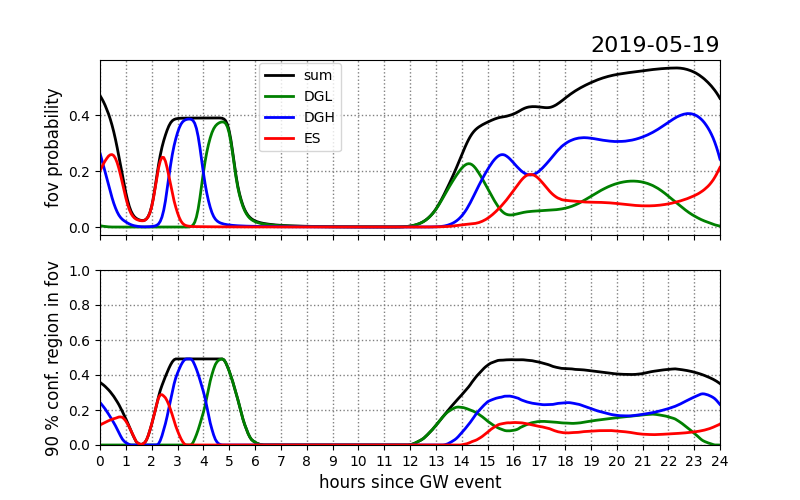 2019-05-19
fov probability
0.4
0.2
0.0
sum
DGL
DGH
ES
90 % conf. region in fov
1.0
0.8
0.6
0.4
0.2
0.0
0 1 2 3 4 5 6 7 8 9 10 11 12 13 14 15 16 17 18 19 20 21 22 23 24
hours since GW event